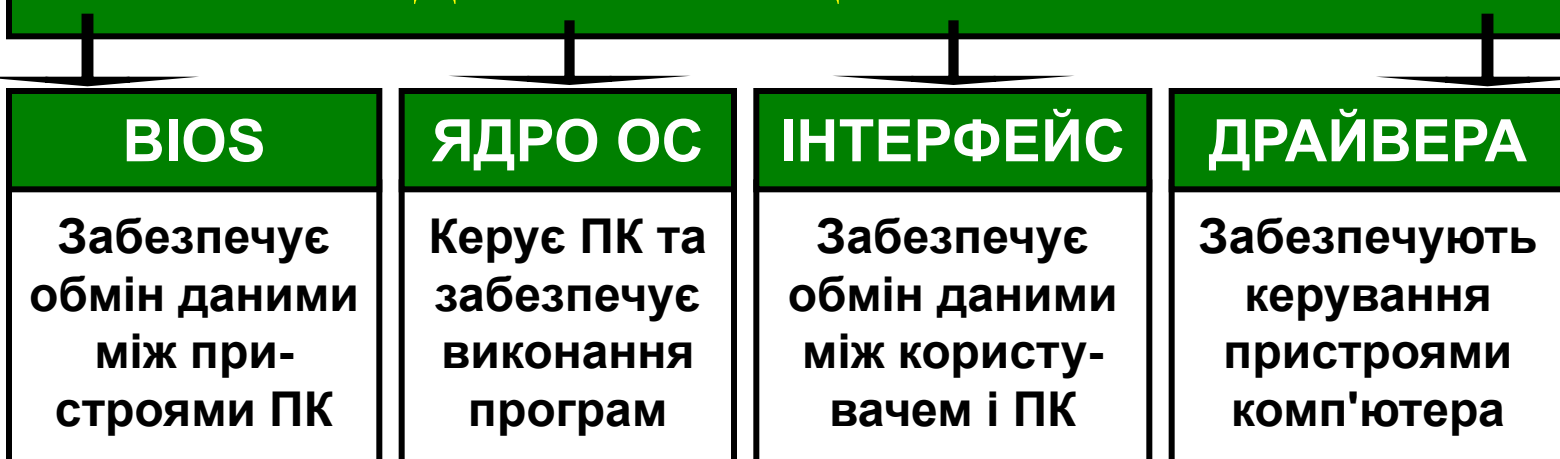 BIOS
Забезпечує
обмін даними
між при-
строями ПК
ЯДРО ОС
Керує ПК та
забезпечує
виконання
програм
ІНТЕРФЕЙС
Забезпечує
обмін даними
між користу-
вачем і ПК
ДРАЙВЕРА
Забезпечують
керування
пристроями
комп'ютера